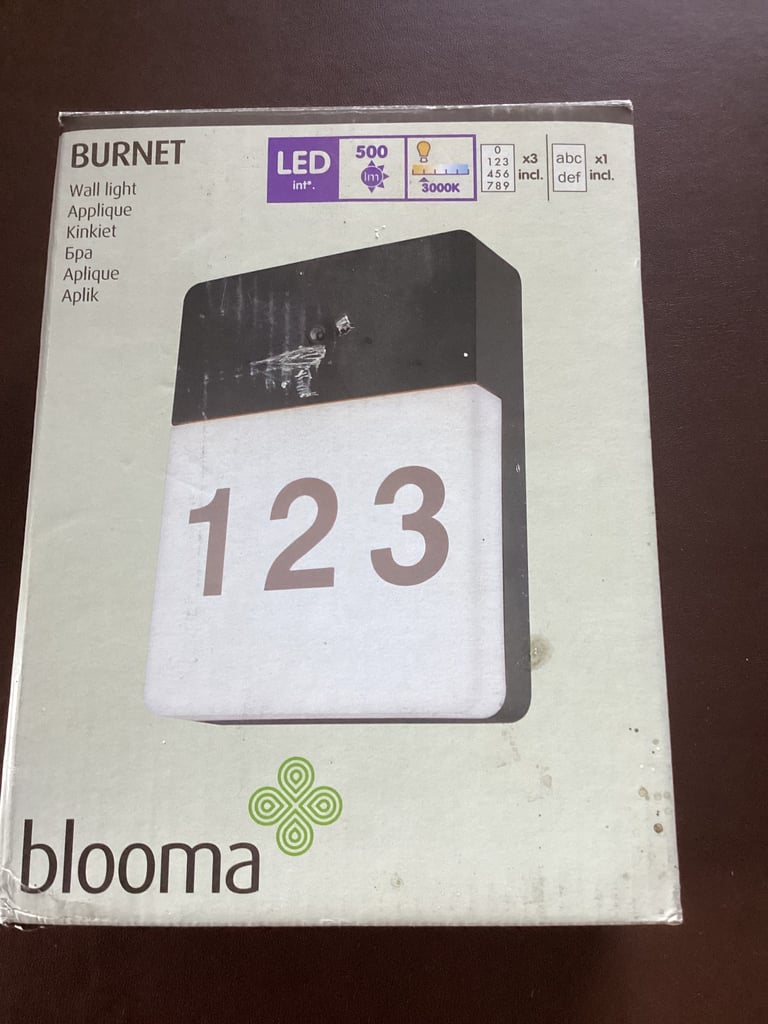 BURNET
Wall light
Applique
Kinkiet
Бра
Aplique
Aplik
LED
int*.
500
lm
3000K
0
123
456
789
x3
incl.
abc
def
x1
incl.
123
blooma